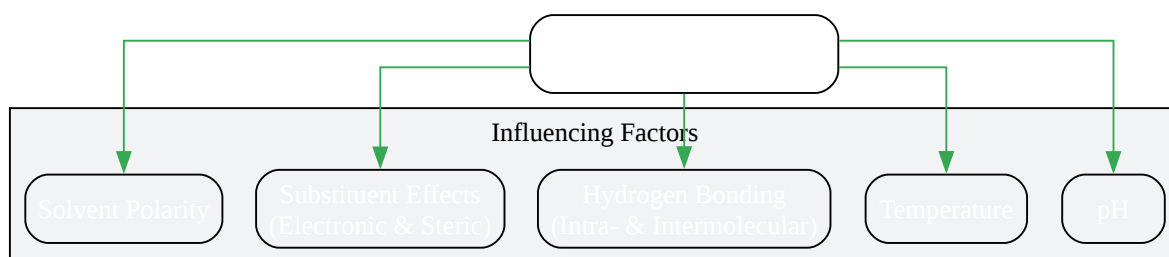 Influencing Factors
Solvent Polarity
Substituent Effects
(Electronic & Steric)
Hydrogen Bonding
(Intra- & Intermolecular)
Temperature
pH